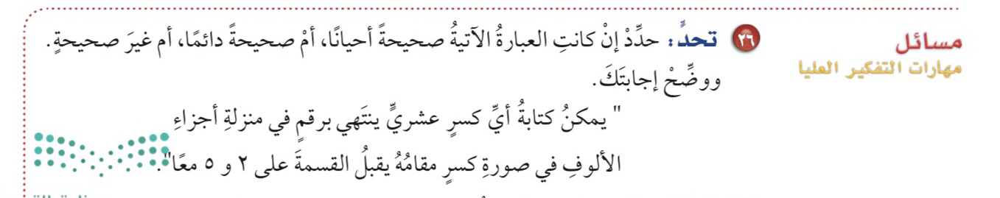 مسائل
مهارات التفكير العليا
٢٦ تحدٍّ: حدِّدْ إنْ كانتِ العبارةُ الآتيةُ صحيحةً أحيانًا، أمْ صحيحةً دائمًا، أم غيرَ صحيحةٍ.
ووضِّحْ إجابتَكَ.
" يمكنُ كتابةُ أيِّ كسرٍ عشريٍّ ينتَهي برقمٍ في منزلةِ أجزاءِ
الألوفِ في صورةِ كسرٍ مقامُهُ يقبلُ القسمةَ على ٢ و ٥ معًا".